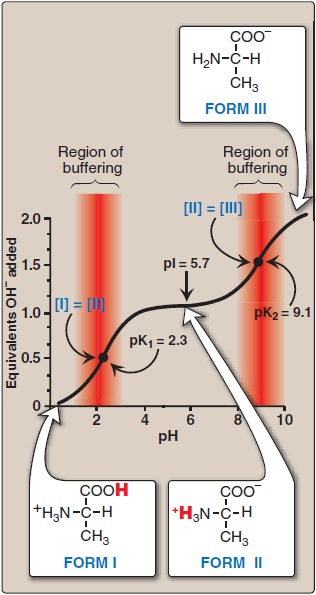 COO⁻
H₂N-C-H
CH₃
FORM III
Region of
buffering
Region of
buffering
[II] = [III]
2.0
1.5
1.0
0.5
0
Equivalents OH⁻ added
pI = 5.7
[I] = [II]
pK₁ = 2.3
pK₂ = 9.1
2
4
6
8
10
pH
COOH
⁺H₃N-C-H
CH₃
FORM I
COO⁻
⁺H₃N-C-H
CH₃
FORM II